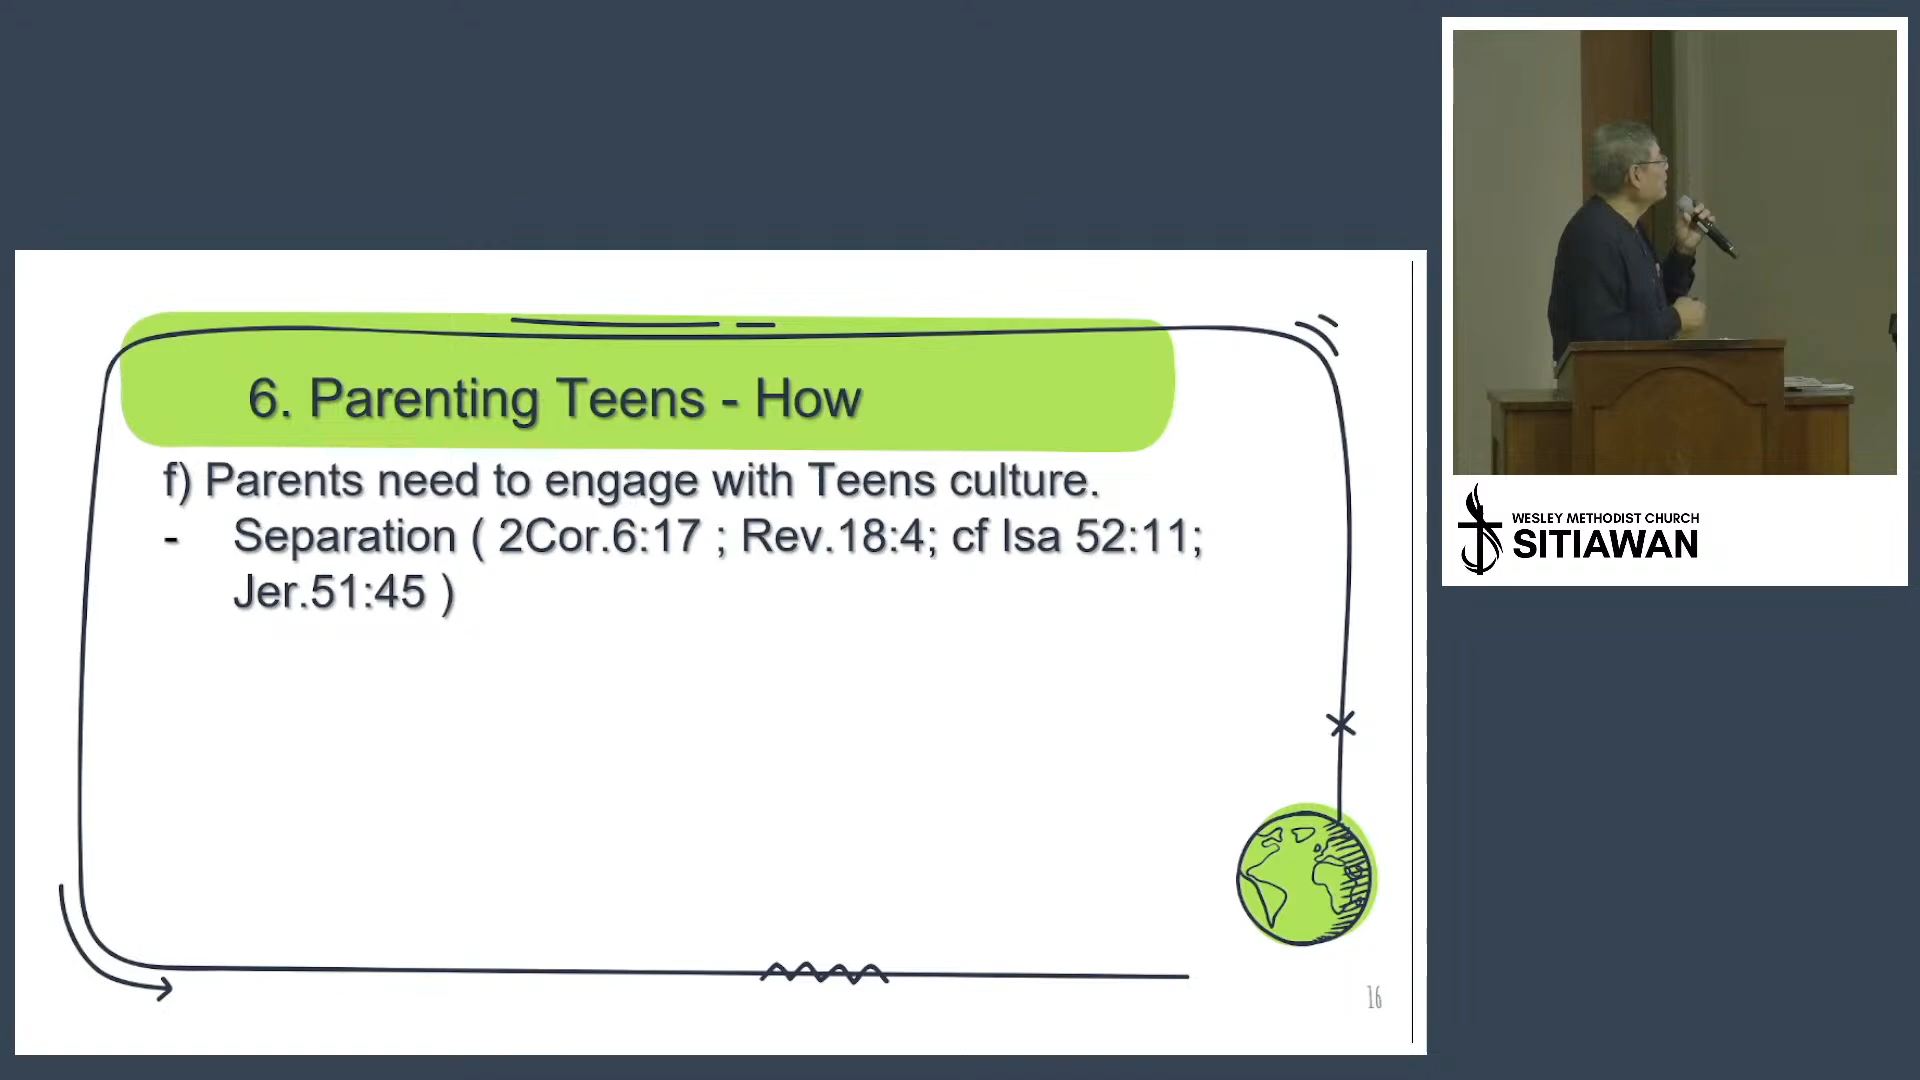 6. Parenting Teens - How
f) Parents need to engage with Teens culture.
- Separation ( 2Cor.6:17 ; Rev.18:4; cf Isa 52:11;
Jer.51:45 )
16
WESLEY METHODIST CHURCH
SITIAWAN